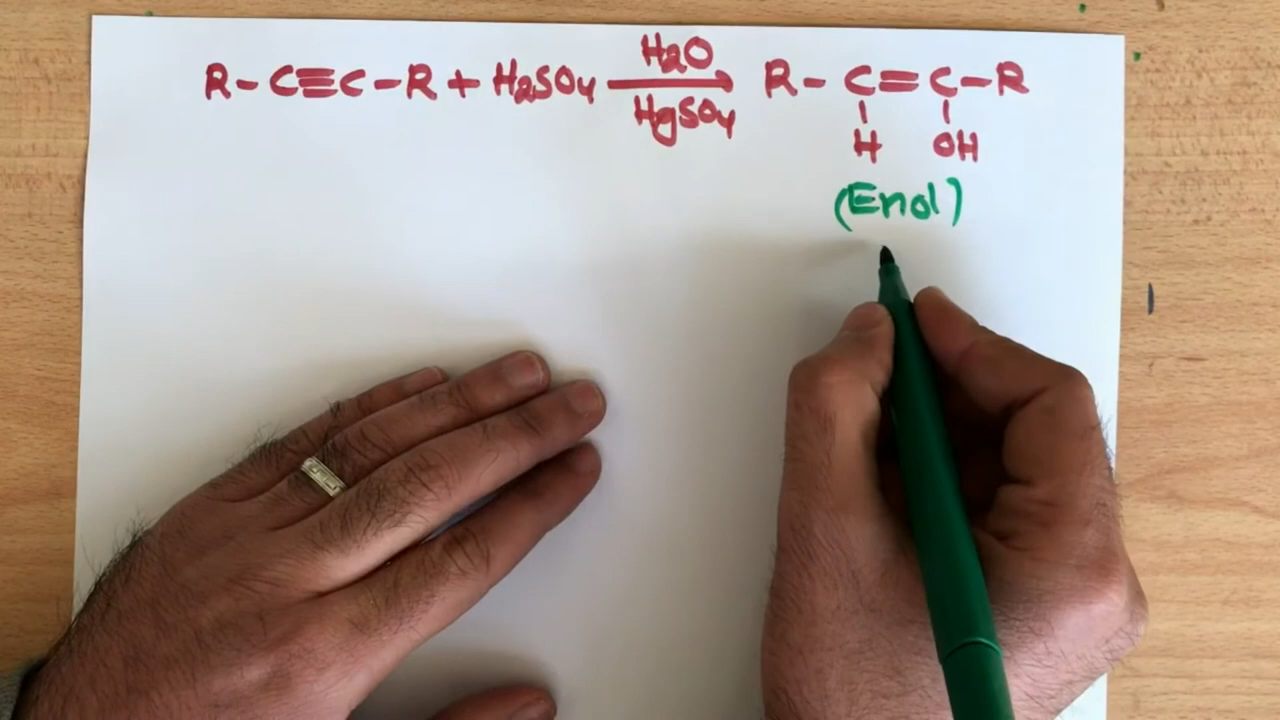 R-C≡C-R + H2SO4 H2O HgSO4 R-C=C-R
H OH
(Enol)